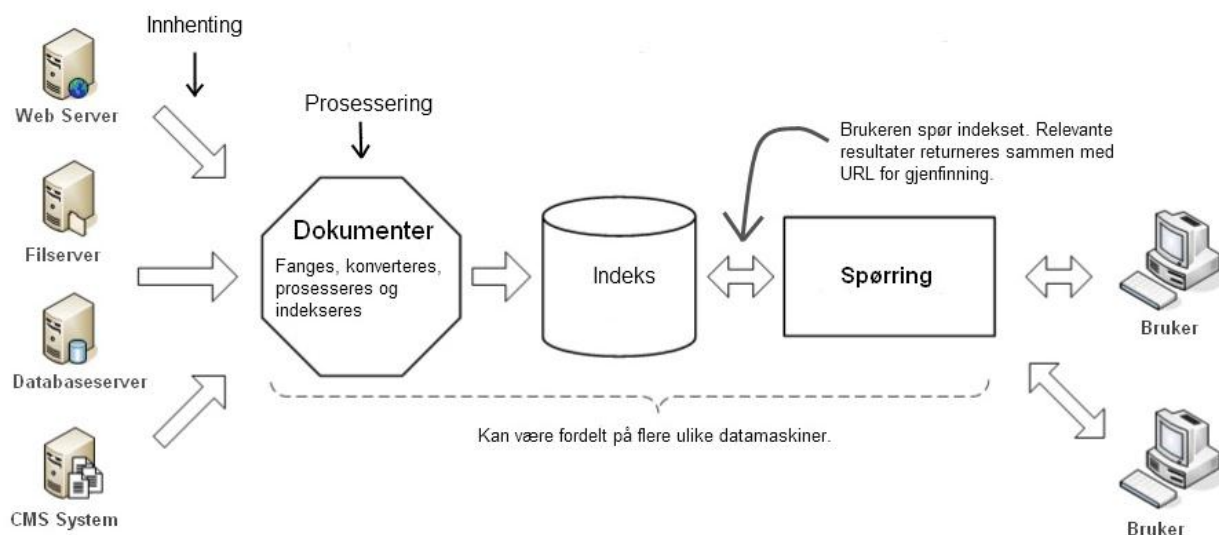 Innhenting
Web Server
Prosessering
Brukeren spør indekset. Relevante
resultater returneres sammen med
URL for gjenfinning.
Filserver
Dokumenter
Fanges, konverteres,
prosesseres og
indekseres
Indeks
Spørring
Bruker
Databaseserver
Kan være fordelt på flere ulike datamaskiner.
CMS System
Bruker